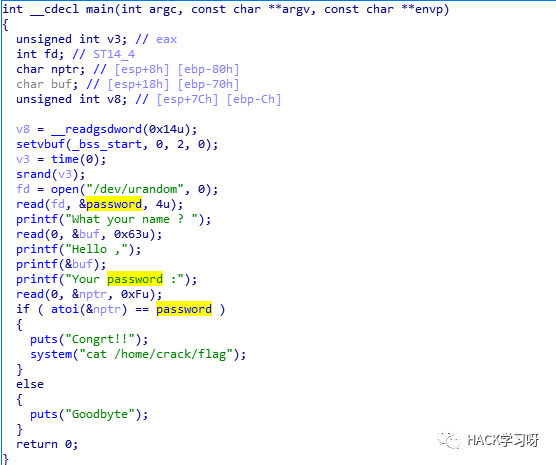 int __cdecl main(int argc, const char **argv, const char **envp)
{
unsigned int v3; // eax
int fd; // ST14_4
char nptr; // [esp+8h] [ebp-80h]
char buf; // [esp+18h] [ebp-70h]
unsigned int v8; // [esp+7Ch] [ebp-Ch]
v8 = __readgsdword(0x14u);
setvbuf(_bss_start, 0, 2, 0);
v3 = time(0);
srand(v3);
fd = open("/dev/urandom", 0);
read(fd, &password, 4u);
printf("What your name ? ");
read(0, &buf, 0x63u);
printf("Hello ,");
printf(&buf);
printf("Your password :");
read(0, &nptr, 0xFu);
if ( atoi(&nptr) == password )
{
puts("Congrt!!");
system("cat /home/crack/flag");
}
else
{
puts("Goodbyte");
}
return 0;
}
HACK学习呀